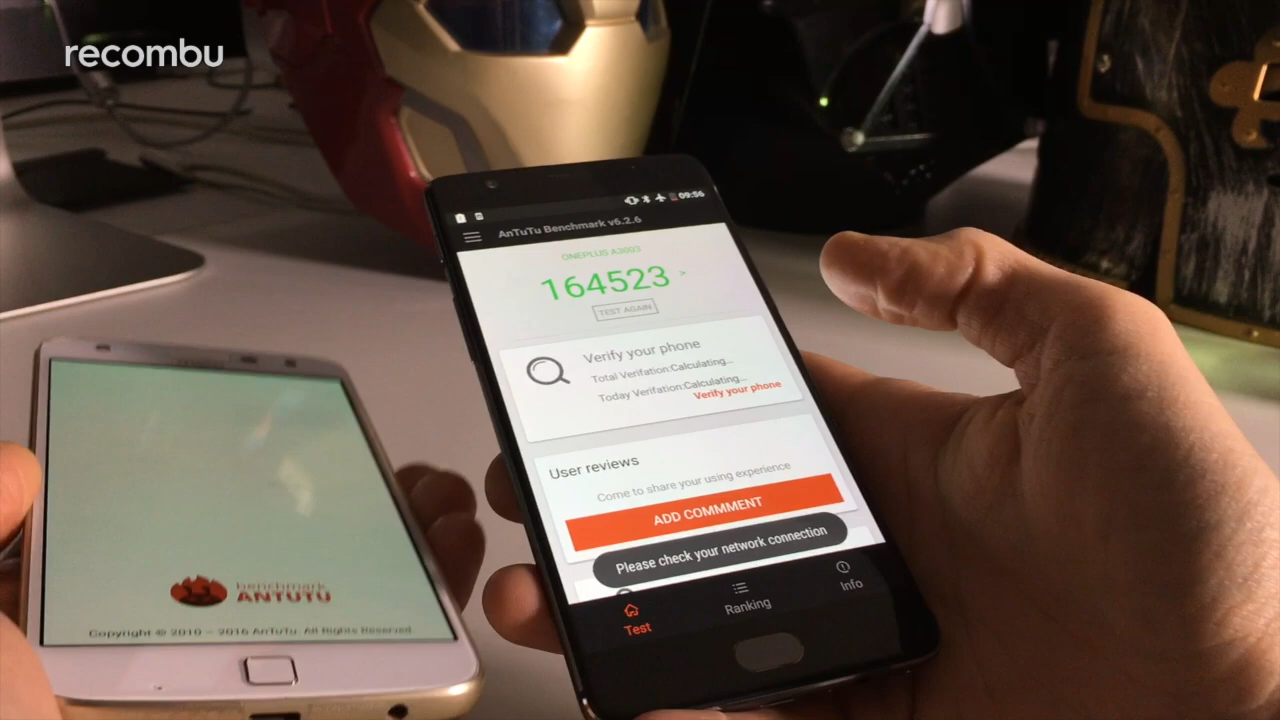 recombu
09:56
AnTuTu Benchmark v6.2.6
ONEPLUS A3003
164523 >
TEST AGAIN
Verify your phone
Total Verifation:Calculating...
Today Verifation:Calculating...
Verify your phone
User reviews
Come to share your using experience
ADD COMMMENT
Please check your network connection
Test
Ranking
Info
benchmark
ANTUTU
Copyright © 2010 - 2016 AnTuTu. All Rights Reserved